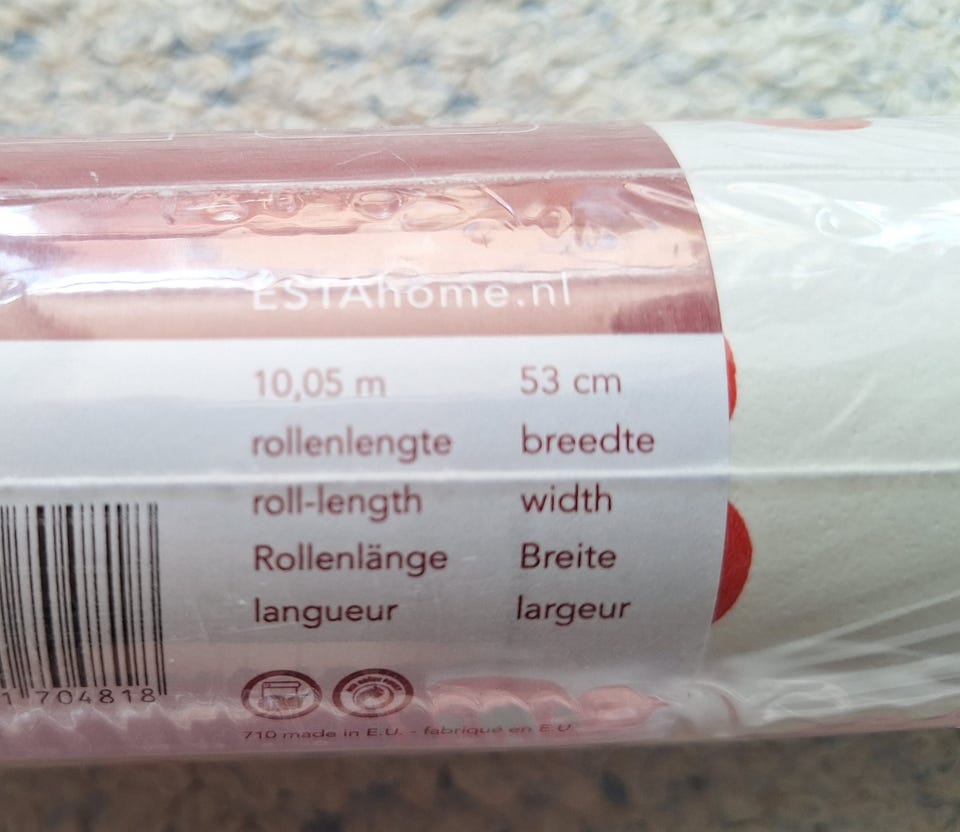 ESTAhome.nl
10,05 m 53 cm
rollenlengte breedte
roll-length width
Rollenlänge Breite
langueur largeur
1 704818
710 made in E.U. - fabriqué en E.U